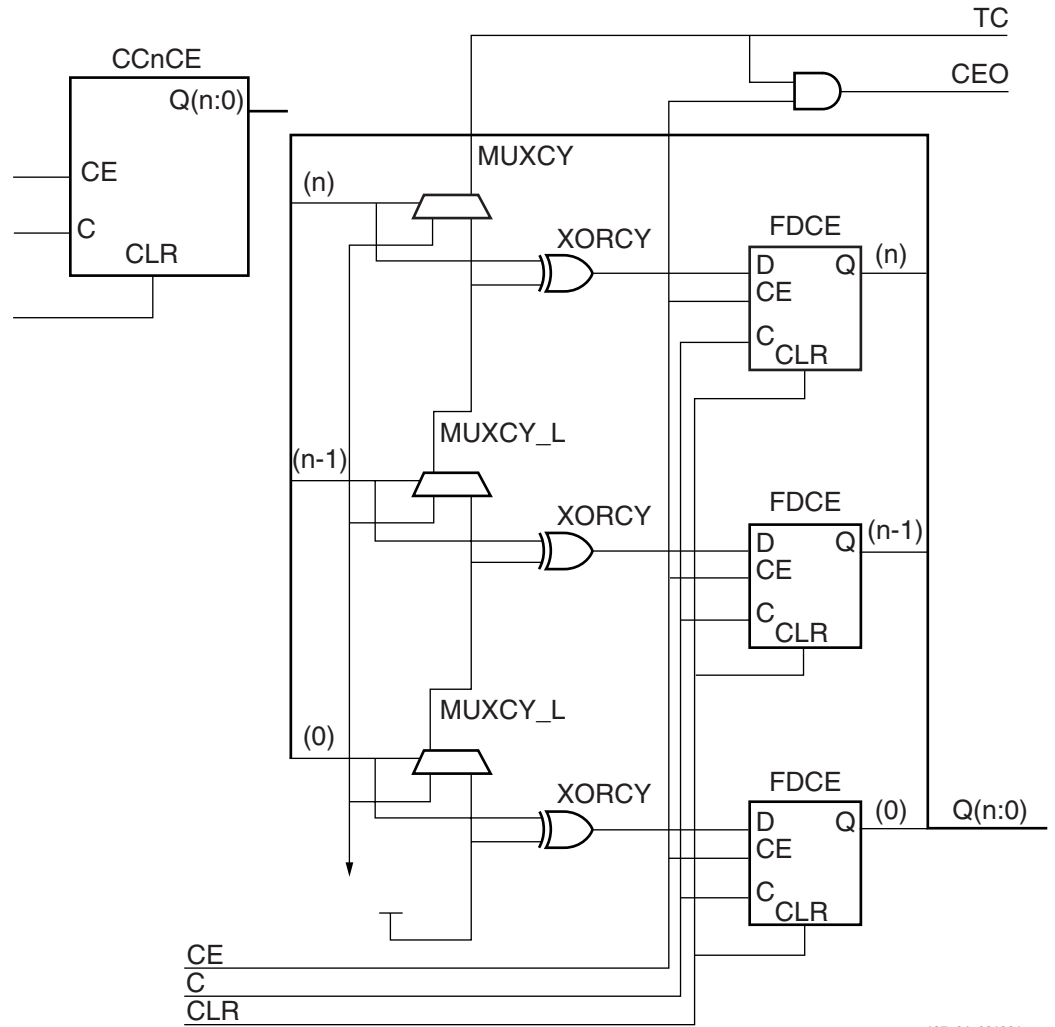 TC
CCnCE
CEO
Q(n:0)
MUXCY
CE
(n)
C
XORCY
FDCE
CLR
D
Q
(n)
CE
C
CLR
MUXCY_L
(n-1)
XORCY
FDCE
D
Q
(n-1)
CE
C
CLR
MUXCY_L
(0)
XORCY
FDCE
D
Q
(0)
Q(n:0)
CE
C
CLR
CE
C
CLR